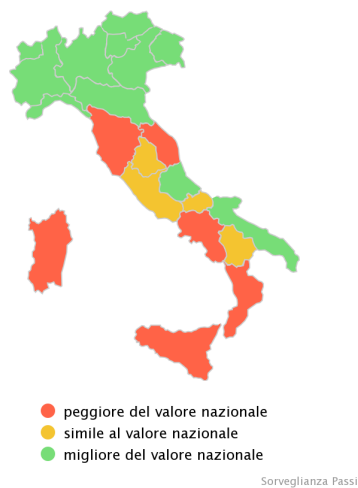 peggiore del valore nazionale
simile al valore nazionale
migliore del valore nazionale
Sorveglianza Passi